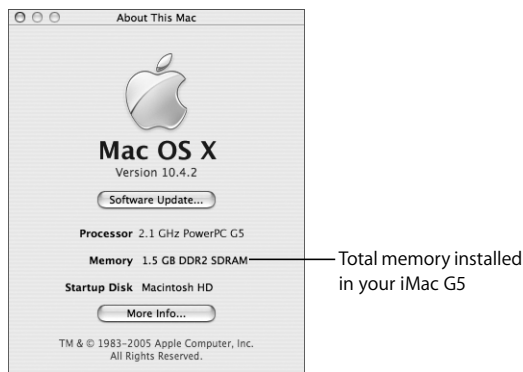 About This Mac
Mac OS X
Version 10.4.2
Software Update...
Processor 2.1 GHz PowerPC G5
Memory 1.5 GB DDR2 SDRAM
Total memory installed
in your iMac G5
Startup Disk Macintosh HD
More Info...
TM & © 1983-2005 Apple Computer, Inc.
All Rights Reserved.